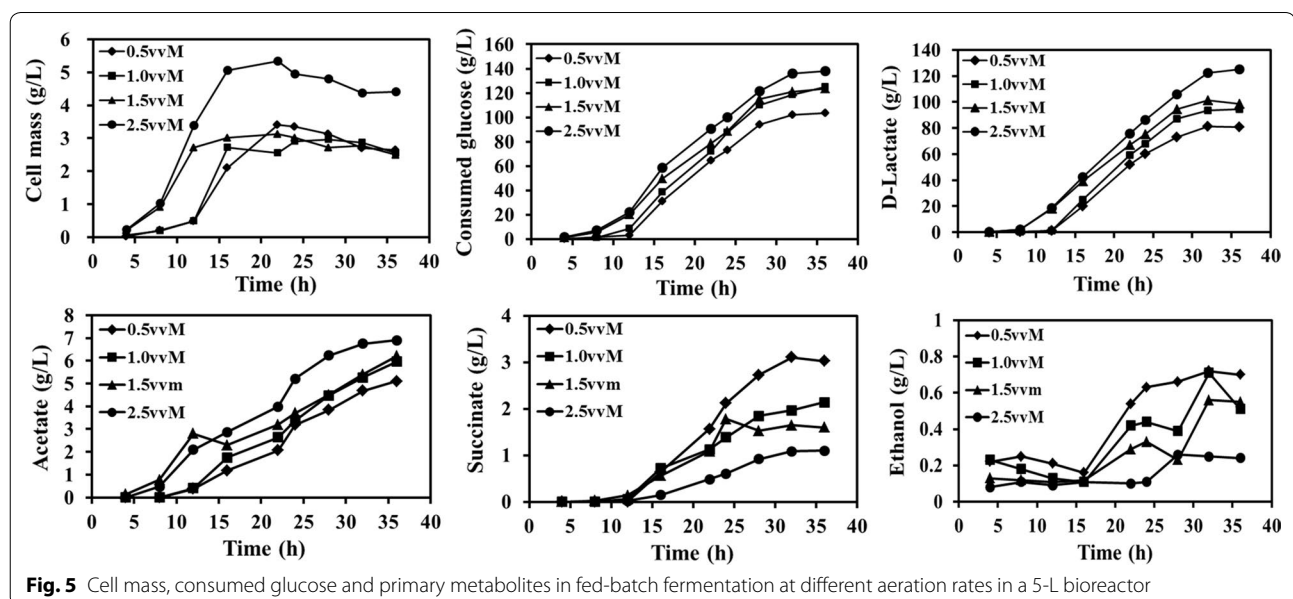 Cell mass (g/L)
6
5
4
3
2
1
0
0.5vvM
1.0vvM
1.5vvM
2.5vvM
0 5 10 15 20 25 30 35 40
Time (h)
Consumed glucose (g/L)
160
140
120
100
80
60
40
20
0
0.5vvM
1.0vvM
1.5vvM
2.5vvM
0 5 10 15 20 25 30 35 40
Time (h)
D-Lactate (g/L)
140
120
100
80
60
40
20
0
0.5vvM
1.0vvM
1.5vvM
2.5vvM
0 5 10 15 20 25 30 35 40
Time (h)
Acetate (g/L)
8
7
6
5
4
3
2
1
0
0.5vvM
1.0vvM
1.5vvM
2.5vvM
0 5 10 15 20 25 30 35 40
Time (h)
Succinate (g/L)
4
3
2
1
0
0.5vvM
1.0vvM
1.5vvm
2.5vvM
0 5 10 15 20 25 30 35 40
Time (h)
Ethanol (g/L)
1
0.8
0.6
0.4
0.2
0
0.5vvM
1.0vvM
1.5vvm
2.5vvM
0 5 10 15 20 25 30 35 40
Time (h)
Fig. 5 Cell mass, consumed glucose and primary metabolites in fed-batch fermentation at different aeration rates in a 5-L bioreactor